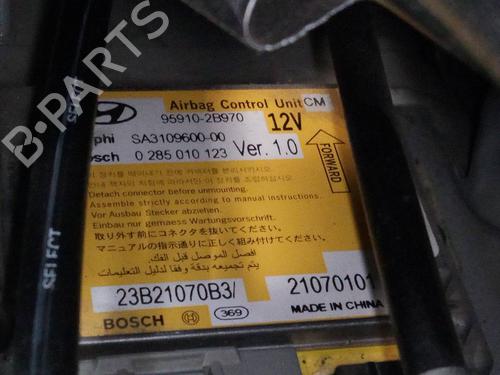 B-PARTS
Airbag Control Unit CM
95910-2B970 12V
phi SA3109600-00
sch 0 285 010 123 Ver. 1.0
FORWARD
Detach connector before unmounting.
Assemble strictly according to manual instructions.
Vor Ausbau Stecker abziehen.
Einbau nur gemaess Wartungsvorschrift.
取り外す前にコネクタを抜いてください。
マニュアルの指示通りに正しく組み付けてください。
افصل الموصل قبل الفك.
يتم تجميعه بدقة وفقا لدليل التعليمات
23B21070B3/ 21070101
BOSCH 369 MADE IN CHINA
SELECT